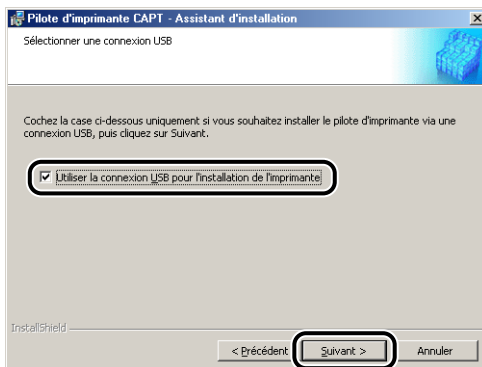 Pilote d'imprimante CAPT - Assistant d'installation
Sélectionner une connexion USB
Cochez la case ci-dessous uniquement si vous souhaitez installer le pilote d'imprimante via une
connexion USB, puis cliquez sur Suivant.
Utiliser la connexion USB pour l'installation de l'imprimante
InstallShield
< Précédent Suivant > Annuler